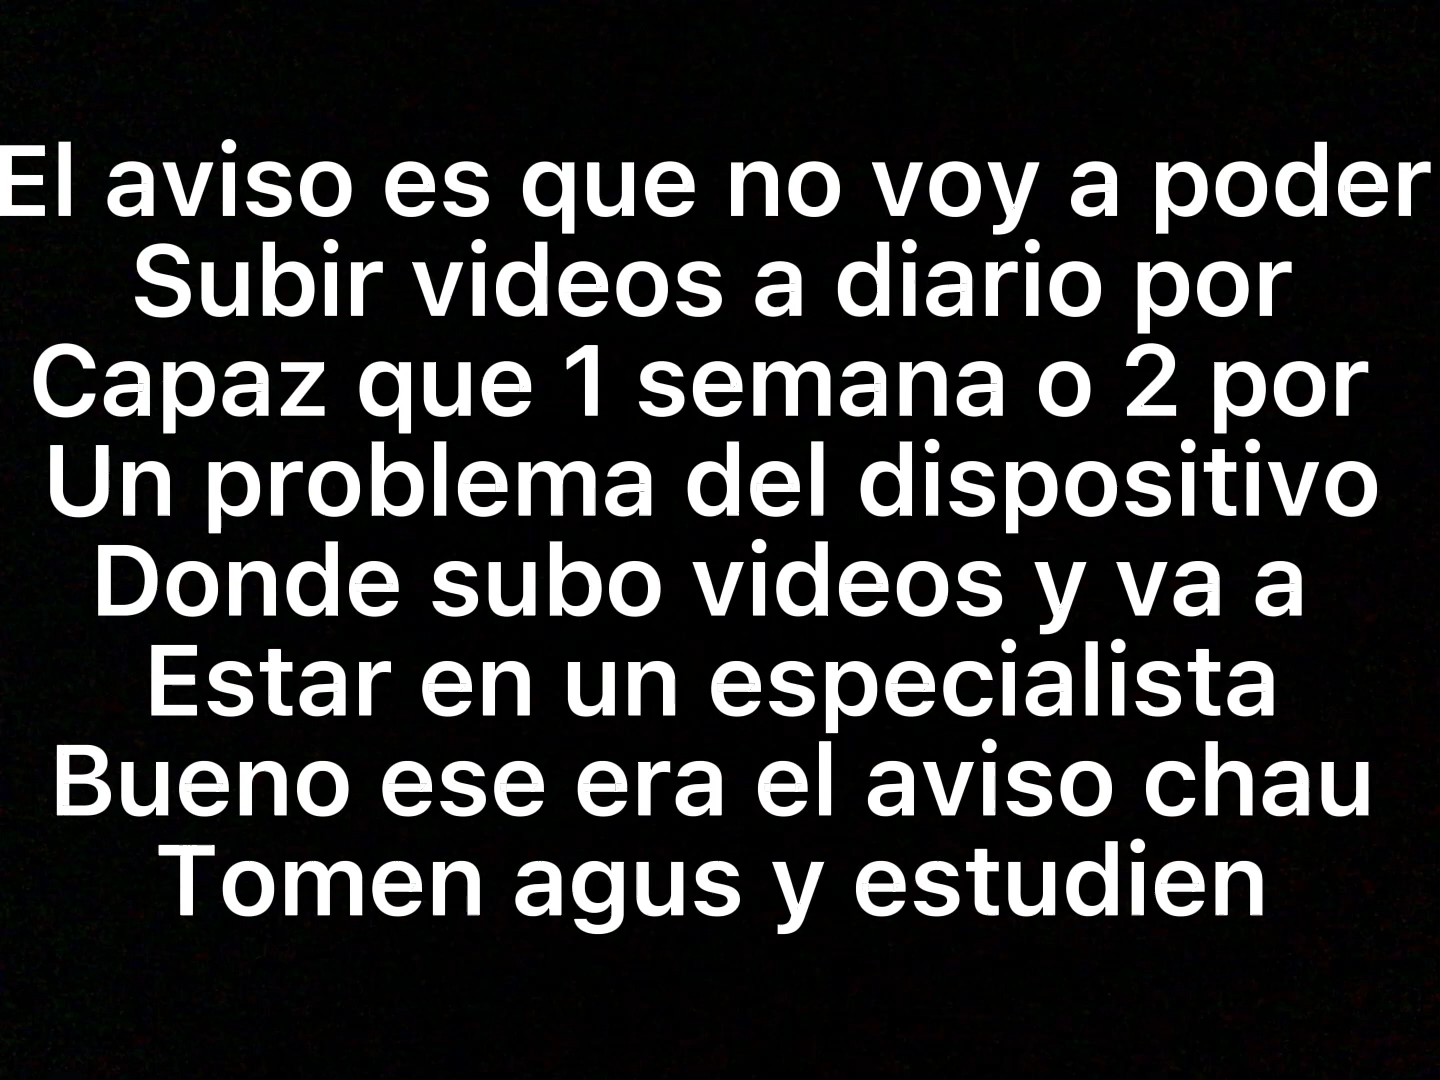 El aviso es que no voy a poder
Subir videos a diario por
Capaz que 1 semana o 2 por
Un problema del dispositivo
Donde subo videos y va a
Estar en un especialista
Bueno ese era el aviso chau
Tomen agus y estudien